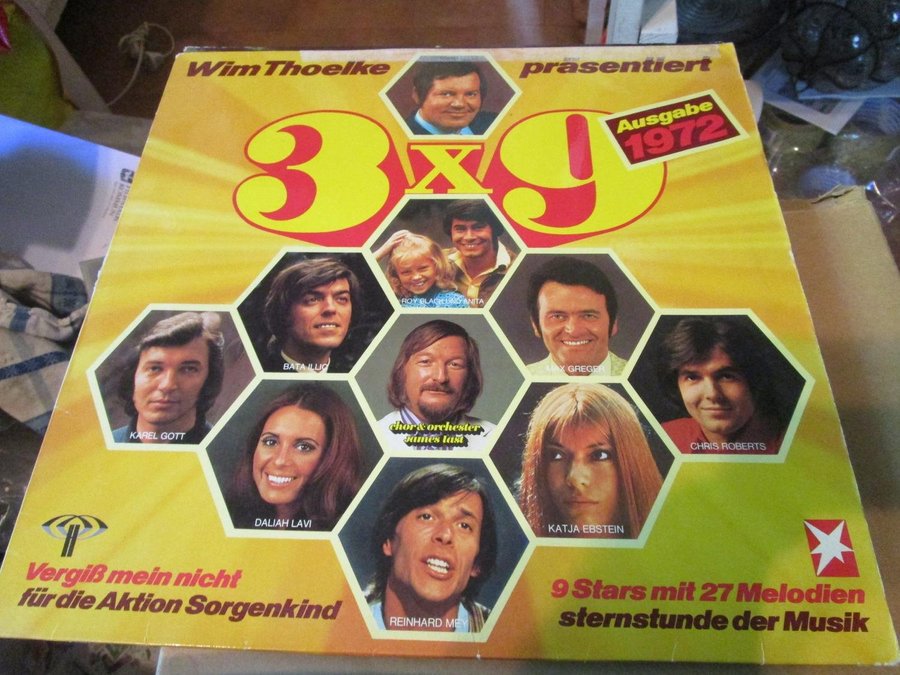 Wim Thoelke präsentiert
3x9
Ausgabe
1972
ROY BLACK UND ANITA
BATA ILLIC
MAX GREGER
KAREL GOTT
chor & orchester
James Last
CHRIS ROBERTS
DALIAH LAVI
KATJA EBSTEIN
REINHARD MEY
Vergiß mein nicht
für die Aktion Sorgenkind
9 Stars mit 27 Melodien
sternstunde der Musik